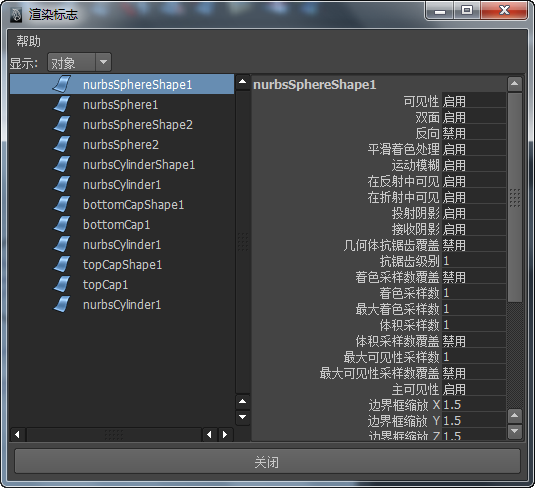 渲染标志
帮助
显示: 对象
nurbsSphereShape1
nurbsSphere1
nurbsSphereShape2
nurbsSphere2
nurbsCylinderShape1
nurbsCylinder1
bottomCapShape1
bottomCap1
nurbsCylinder1
topCapShape1
topCap1
nurbsCylinder1
nurbsSphereShape1
可见性 启用
双面 启用
反向 禁用
平滑着色处理 启用
运动模糊 启用
在反射中可见 启用
在折射中可见 启用
投射阴影 启用
接收阴影 启用
几何体抗锯齿覆盖 禁用
抗锯齿级别 1
着色采样数覆盖 禁用
着色采样数 1
最大着色采样数 1
体积采样数 1
体积采样数覆盖 禁用
最大可见性采样数 1
最大可见性采样数覆盖 禁用
主可见性 启用
边界框缩放 X 1.5
边界框缩放 Y 1.5
边界框缩放 Z 1.5
关闭